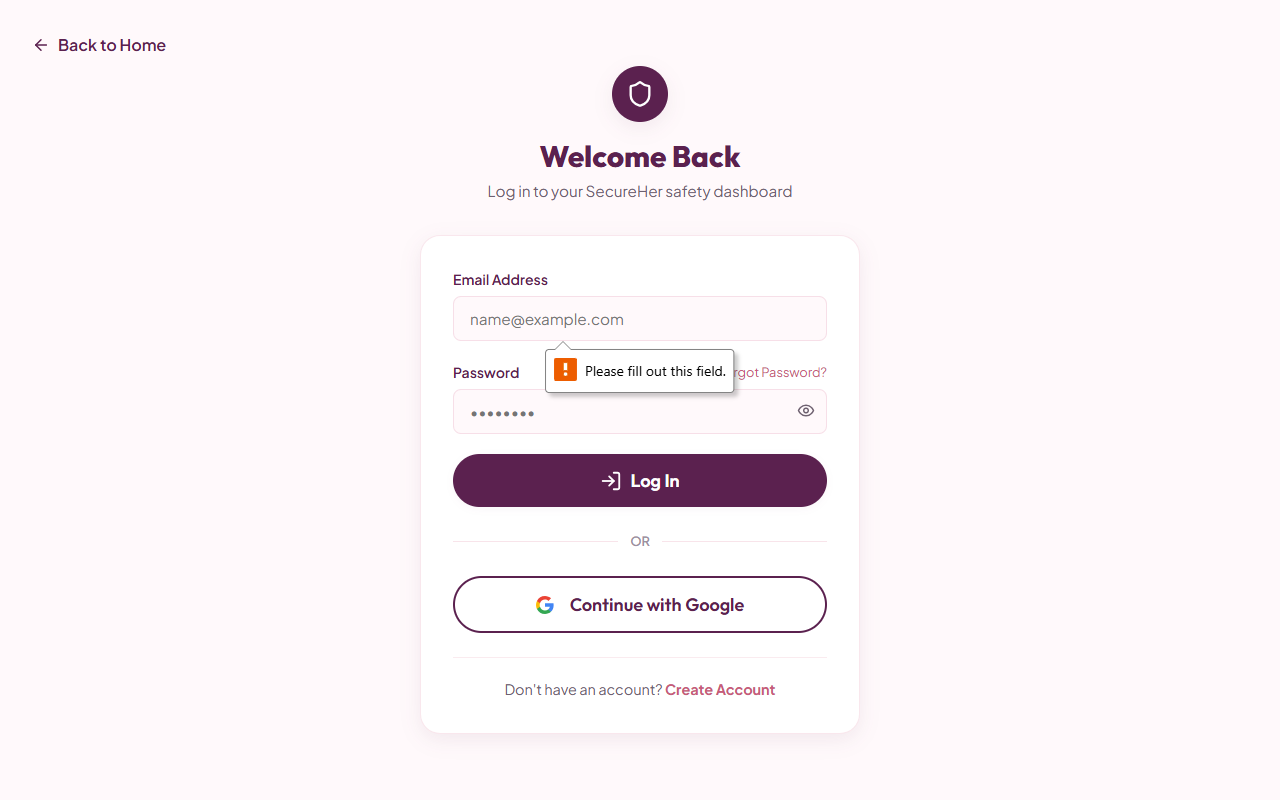 Back to Home
Welcome Back
Log in to your SecureHer safety dashboard
Email Address
name@example.com
Please fill out this field.
Password
rgot Password?
••••••••
Log In
OR
Continue with Google
Don't have an account? Create Account